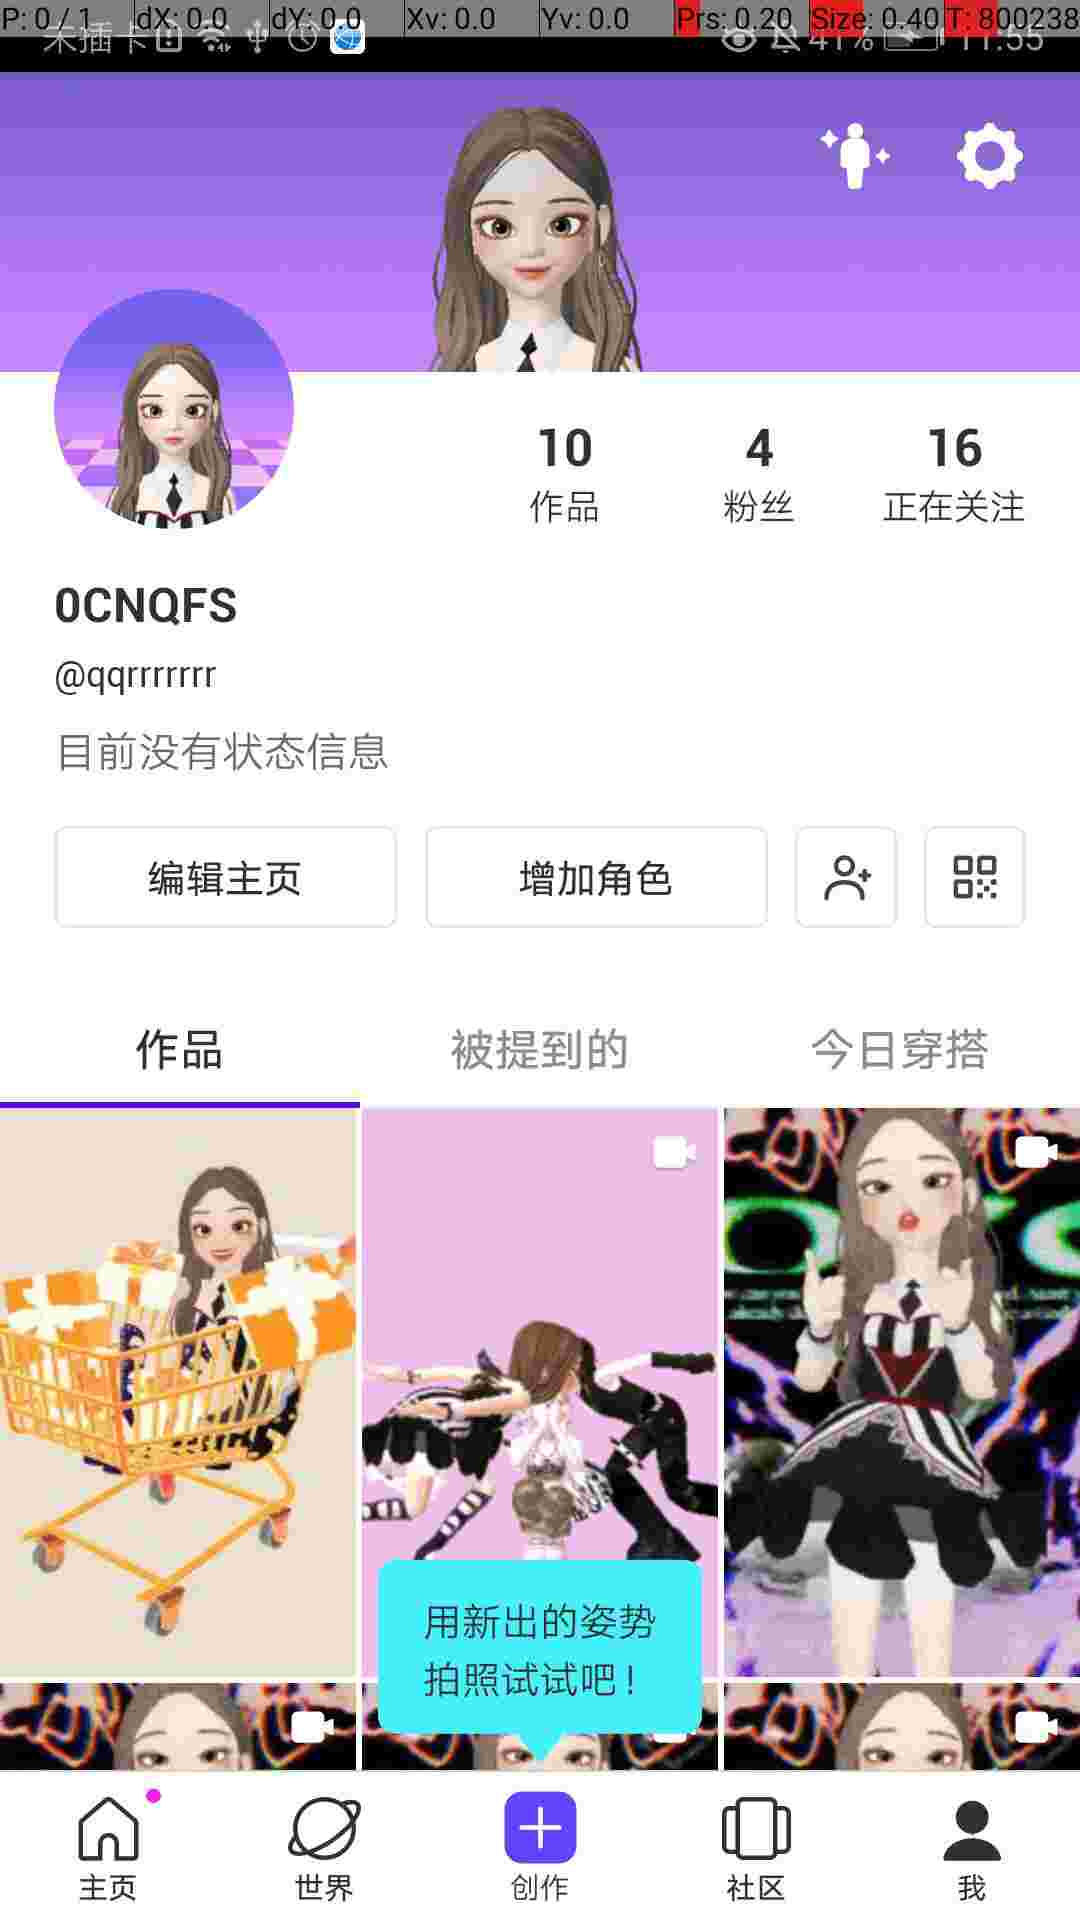 P: 0 / 1 dX: 0.0 dY: 0.0 Xv: 0.0 Yv: 0.0 Prs: 0.20 Size: 0.40 T: 800238
未插卡 41% 11:55
10 4 16
作品 粉丝 正在关注
0CNQFS
@qqrrrrrrr
目前没有状态信息
编辑主页 增加角色
作品 被提到的 今日穿搭
用新出的姿势
拍照试试吧！
主页 世界 创作 社区 我